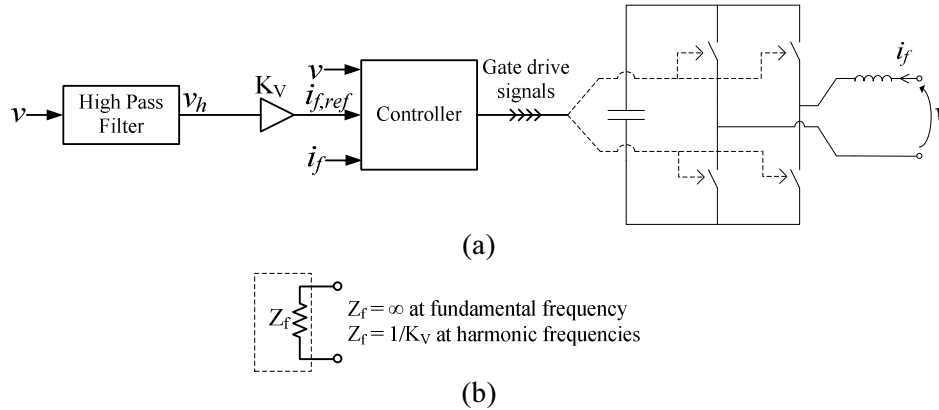 v
High Pass
Filter
v_h
K_V
v
i_{f,ref}
i_f
Controller
Gate drive
signals
i_f
v
(a)
Z_f
Z_f = ∞ at fundamental frequency
Z_f = 1/K_V at harmonic frequencies
(b)